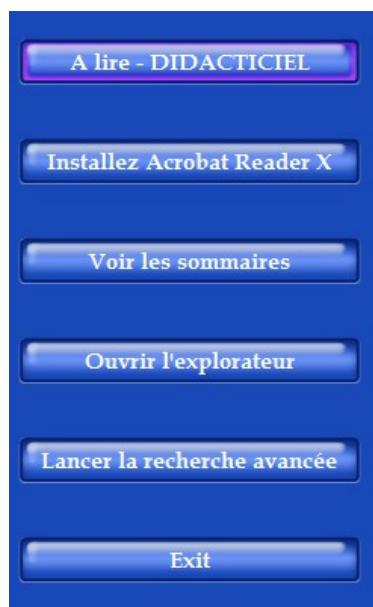 A lire - DIDACTICIEL
Installez Acrobat Reader X
Voir les sommaires
Ouvrir l'explorateur
Lancer la recherche avancée
Exit